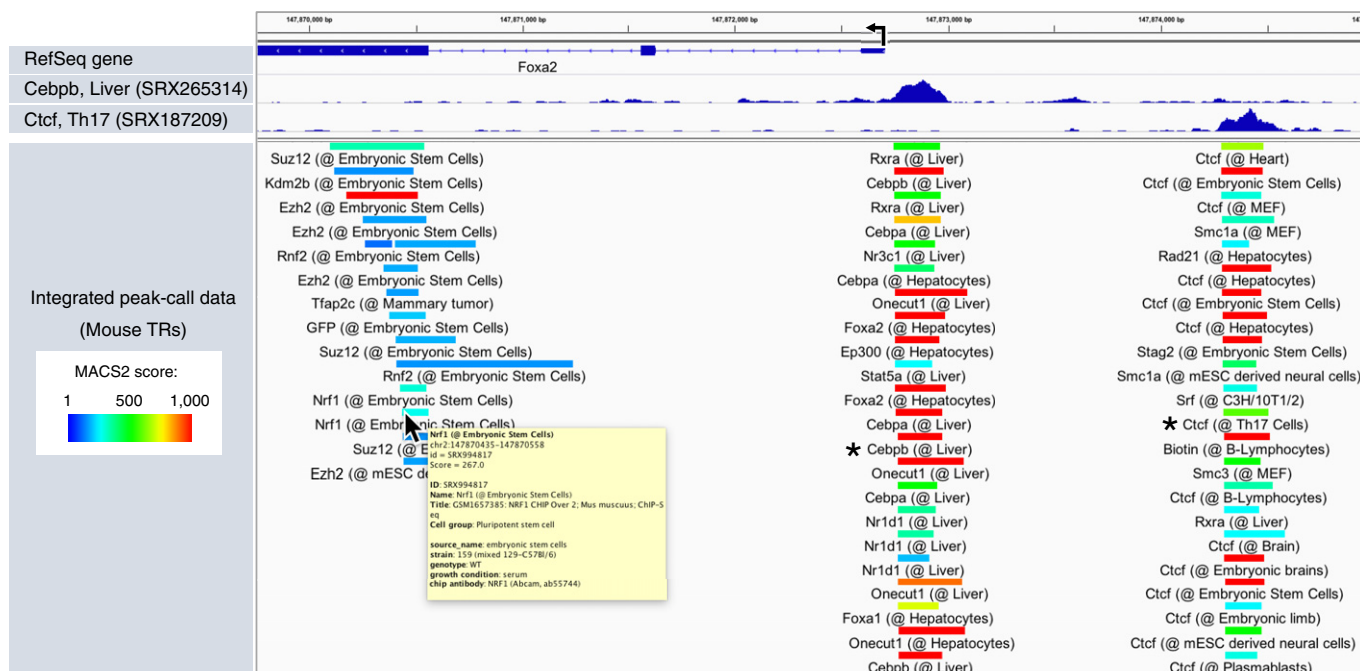 147,870,000 bp 147,871,000 bp 147,872,000 bp 147,873,000 bp 147,874,000 bp
RefSeq gene
Foxa2
Cebpb, Liver (SRX265314)
Ctcf, Th17 (SRX187209)
Integrated peak-call data
(Mouse TRs)
MACS2 score:
1 500 1,000
Suz12 (@ Embryonic Stem Cells)
Kdm2b (@ Embryonic Stem Cells)
Ezh2 (@ Embryonic Stem Cells)
Ezh2 (@ Embryonic Stem Cells)
Rnf2 (@ Embryonic Stem Cells)
Ezh2 (@ Embryonic Stem Cells)
Tfap2c (@ Mammary tumor)
GFP (@ Embryonic Stem Cells)
Suz12 (@ Embryonic Stem Cells)
Rnf2 (@ Embryonic Stem Cells)
Nrf1 (@ Embryonic Stem Cells)
Nrf1 (@ Embryonic Stem Cells)
Suz12 (@ E
Ezh2 (@ mESC de
Nrf1 (@ Embryonic Stem Cells)
chr2:147870435-147870558
id = SRX994817
Score = 267.0
ID: SRX994817
Name: Nrf1 (@ Embryonic Stem Cells)
Title: GSM1657385: NRF1 CHIP Over 2; Mus muscuus; ChIP-S
eq
Cell group: Pluripotent stem cell
source_name: embryonic stem cells
strain: 159 (mixed 129-C57Bl/6)
genotype: WT
growth condition: serum
chip antibody: NRF1 (Abcam, ab55744)
Rxra (@ Liver)
Cebpb (@ Liver)
Rxra (@ Liver)
Cebpa (@ Liver)
Nr3c1 (@ Liver)
Cebpa (@ Hepatocytes)
Onecut1 (@ Liver)
Foxa2 (@ Hepatocytes)
Ep300 (@ Hepatocytes)
Stat5a (@ Liver)
Foxa2 (@ Hepatocytes)
Cebpa (@ Liver)
* Cebpb (@ Liver)
Onecut1 (@ Liver)
Cebpa (@ Liver)
Nr1d1 (@ Liver)
Nr1d1 (@ Liver)
Nr1d1 (@ Liver)
Onecut1 (@ Liver)
Foxa1 (@ Hepatocytes)
Onecut1 (@ Hepatocytes)
Cebpb (@ Liver)
Ctcf (@ Heart)
Ctcf (@ Embryonic Stem Cells)
Ctcf (@ MEF)
Smc1a (@ MEF)
Rad21 (@ Hepatocytes)
Ctcf (@ Hepatocytes)
Ctcf (@ Embryonic Stem Cells)
Ctcf (@ Hepatocytes)
Stag2 (@ Embryonic Stem Cells)
Smc1a (@ mESC derived neural cells)
Srf (@ C3H/10T1/2)
* Ctcf (@ Th17 Cells)
Biotin (@ B-Lymphocytes)
Smc3 (@ MEF)
Ctcf (@ B-Lymphocytes)
Rxra (@ Liver)
Ctcf (@ Brain)
Ctcf (@ Embryonic brains)
Ctcf (@ Embryonic Stem Cells)
Ctcf (@ Embryonic limb)
Ctcf (@ mESC derived neural cells)
Ctcf (@ Plasmablasts)